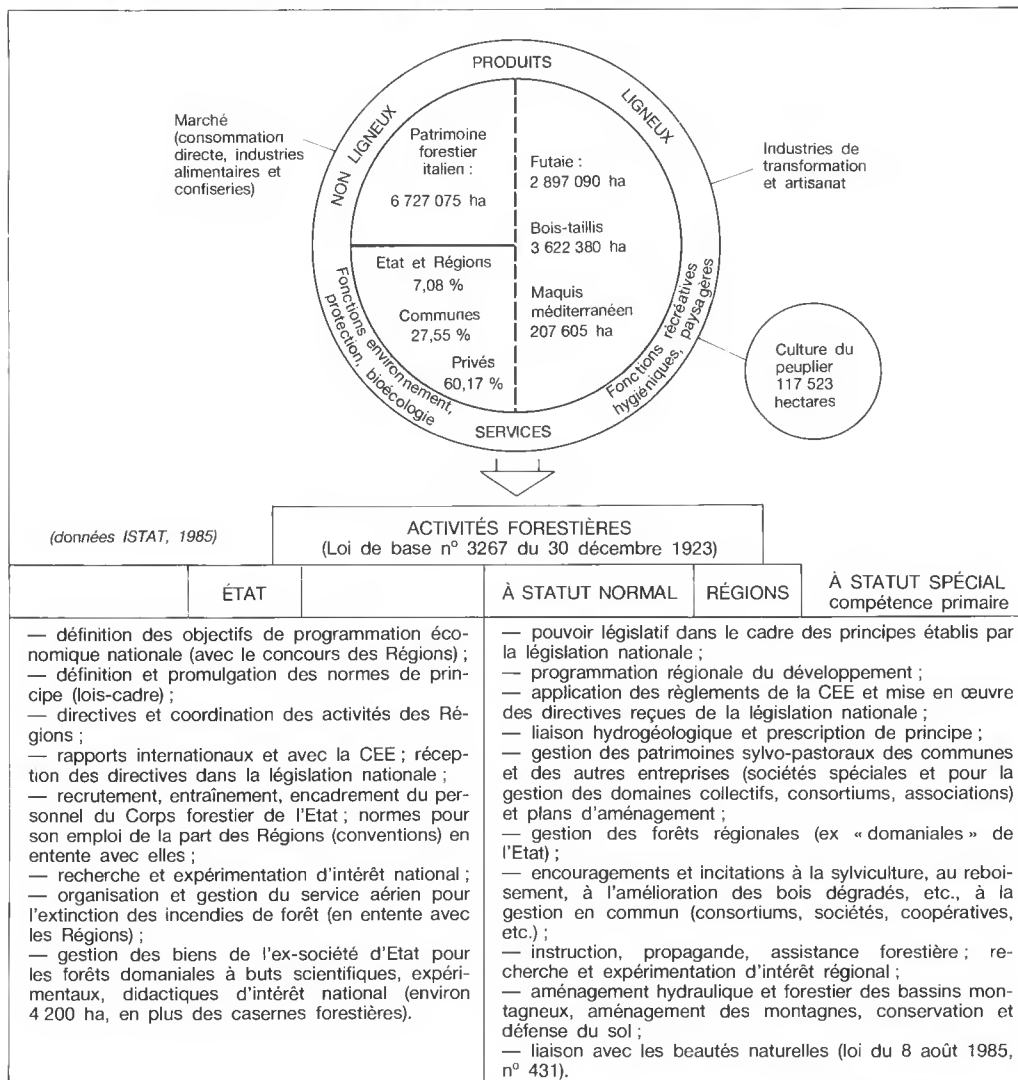 PRODUITS
NON LIGNEUX
LIGNEUX
Marché
(consommation
directe, industries
alimentaires et
confiseries)
Patrimoine
forestier
italien :
6 727 075 ha
Futaie :
2 897 090 ha
Bois-taillis
3 622 380 ha
Maquis
méditerranéen
207 605 ha
Industries de
transformation
et artisanat
Etat et Régions
7,08 %
Communes
27,55 %
Privés
60,17 %
Fonctions environnement,
protection, bioécologie
Fonctions récréatives
hygiéniques, paysagères
Culture du
peuplier
117 523
hectares
SERVICES
(données ISTAT, 1985)
ACTIVITÉS FORESTIÈRES
(Loi de base n° 3267 du 30 décembre 1923)
ÉTAT
À STATUT NORMAL
RÉGIONS
À STATUT SPÉCIAL
compétence primaire
— définition des objectifs de programmation éco-
nomique nationale (avec le concours des Régions) ;
— définition et promulgation des normes de prin-
cipe (lois-cadre) ;
— directives et coordination des activités des Ré-
gions ;
— rapports internationaux et avec la CEE ; récep-
tion des directives dans la législation nationale ;
— recrutement, entraînement, encadrement du per-
sonnel du Corps forestier de l'Etat ; normes pour
son emploi de la part des Régions (conventions) en
entente avec elles ;
— recherche et expérimentation d'intérêt national ;
— organisation et gestion du service aérien pour
l'extinction des incendies de forêt (en entente avec
les Régions) ;
— gestion des biens de l'ex-société d'Etat pour
les forêts domaniales à buts scientifiques, expéri-
mentaux, didactiques d'intérêt national (environ
4 200 ha, en plus des casernes forestières).
— pouvoir législatif dans le cadre des principes établis par
la législation nationale ;
— programmation régionale du développement ;
— application des règlements de la CEE et mise en œuvre
des directives reçues de la législation nationale ;
— liaison hydrogéologique et prescription de principe ;
— gestion des patrimoines sylvo-pastoraux des communes
et des autres entreprises (sociétés spéciales et pour la
gestion des domaines collectifs, consortiums, associations)
et plans d'aménagement ;
— gestion des forêts régionales (ex « domaniales » de
l'Etat) ;
— encouragements et incitations à la sylviculture, au reboi-
sement, à l'amélioration des bois dégradés, etc., à la
gestion en commun (consortiums, sociétés, coopératives,
etc.) ;
— instruction, propagande, assistance forestière ; re-
cherche et expérimentation d'intérêt régional ;
— aménagement hydraulique et forestier des bassins mon-
tagneux, aménagement des montagnes, conservation et
défense du sol ;
— liaison avec les beautés naturelles (loi du 8 août 1985,
n° 431).